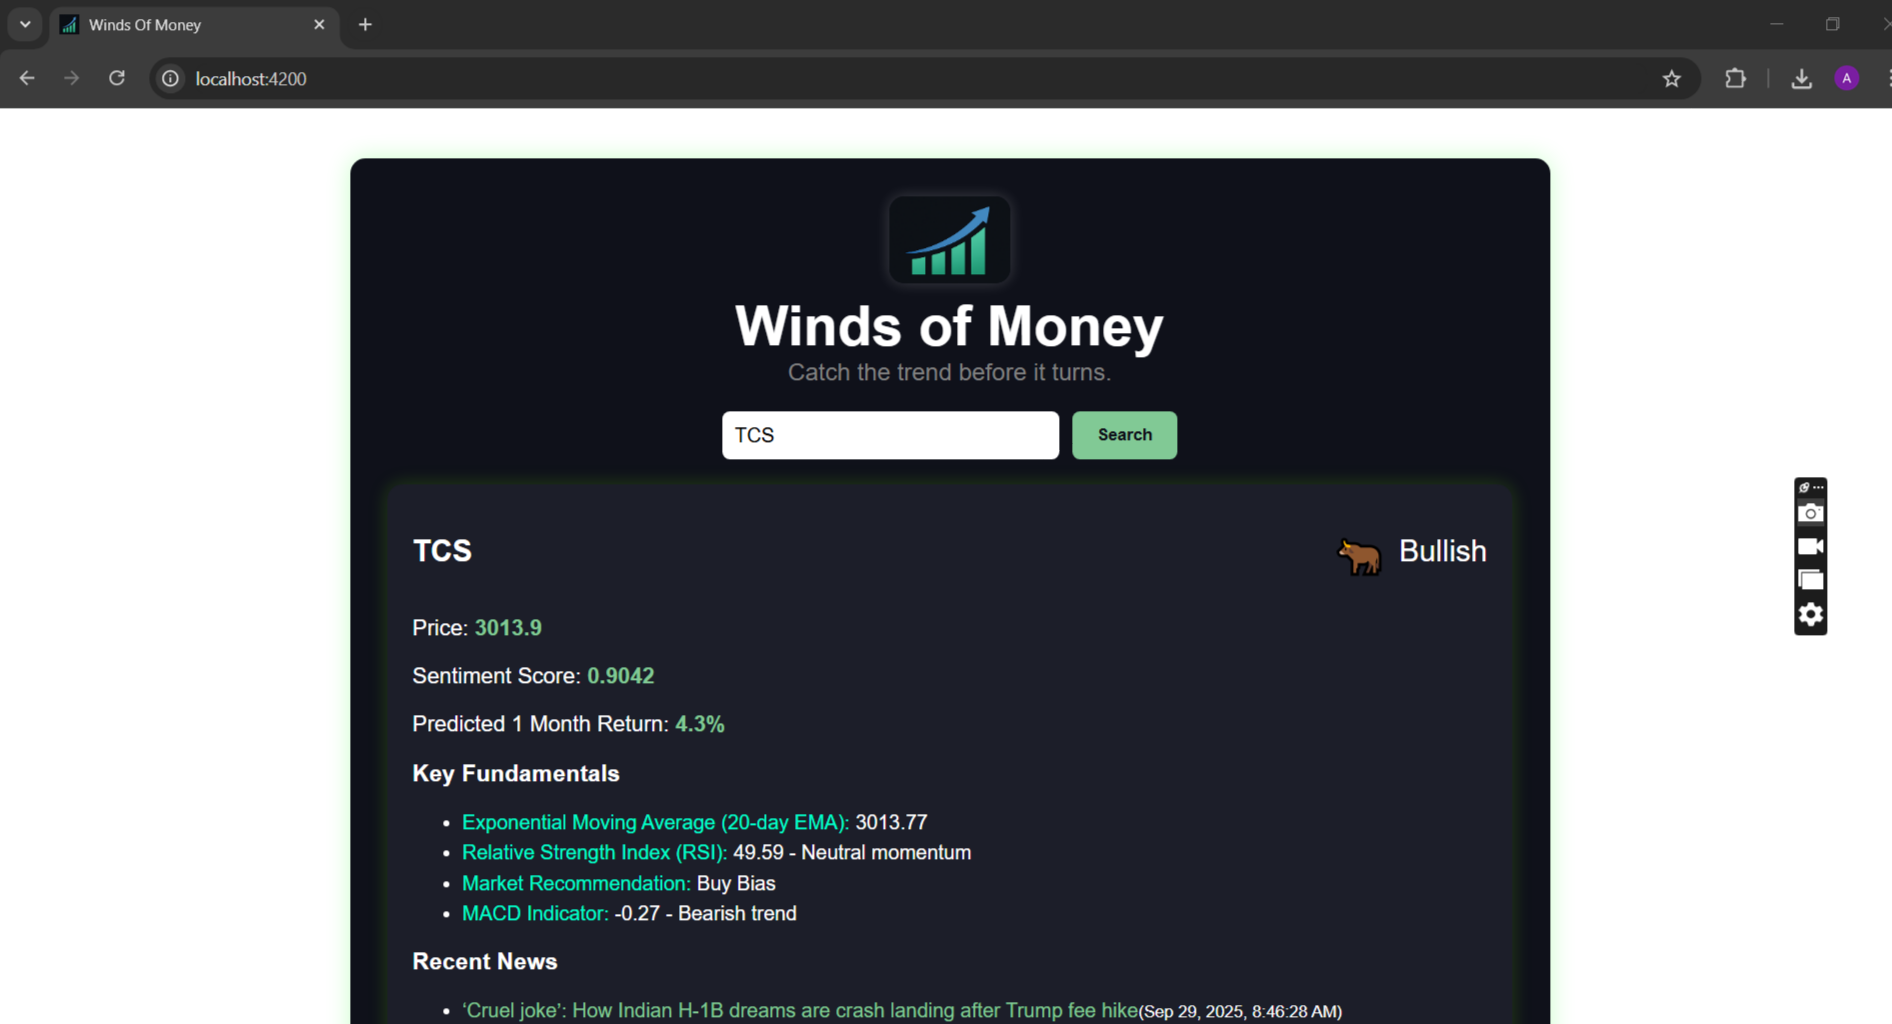 Winds Of Money
localhost:4200
A
Winds of Money
Catch the trend before it turns.
TCS
Search
TCS
Bullish
Price: 3013.9
Sentiment Score: 0.9042
Predicted 1 Month Return: 4.3%
Key Fundamentals
• Exponential Moving Average (20-day EMA): 3013.77
• Relative Strength Index (RSI): 49.59 - Neutral momentum
• Market Recommendation: Buy Bias
• MACD Indicator: -0.27 - Bearish trend
Recent News
• ‘Cruel joke’: How Indian H-1B dreams are crash landing after Trump fee hike(Sep 29, 2025, 8:46:28 AM)